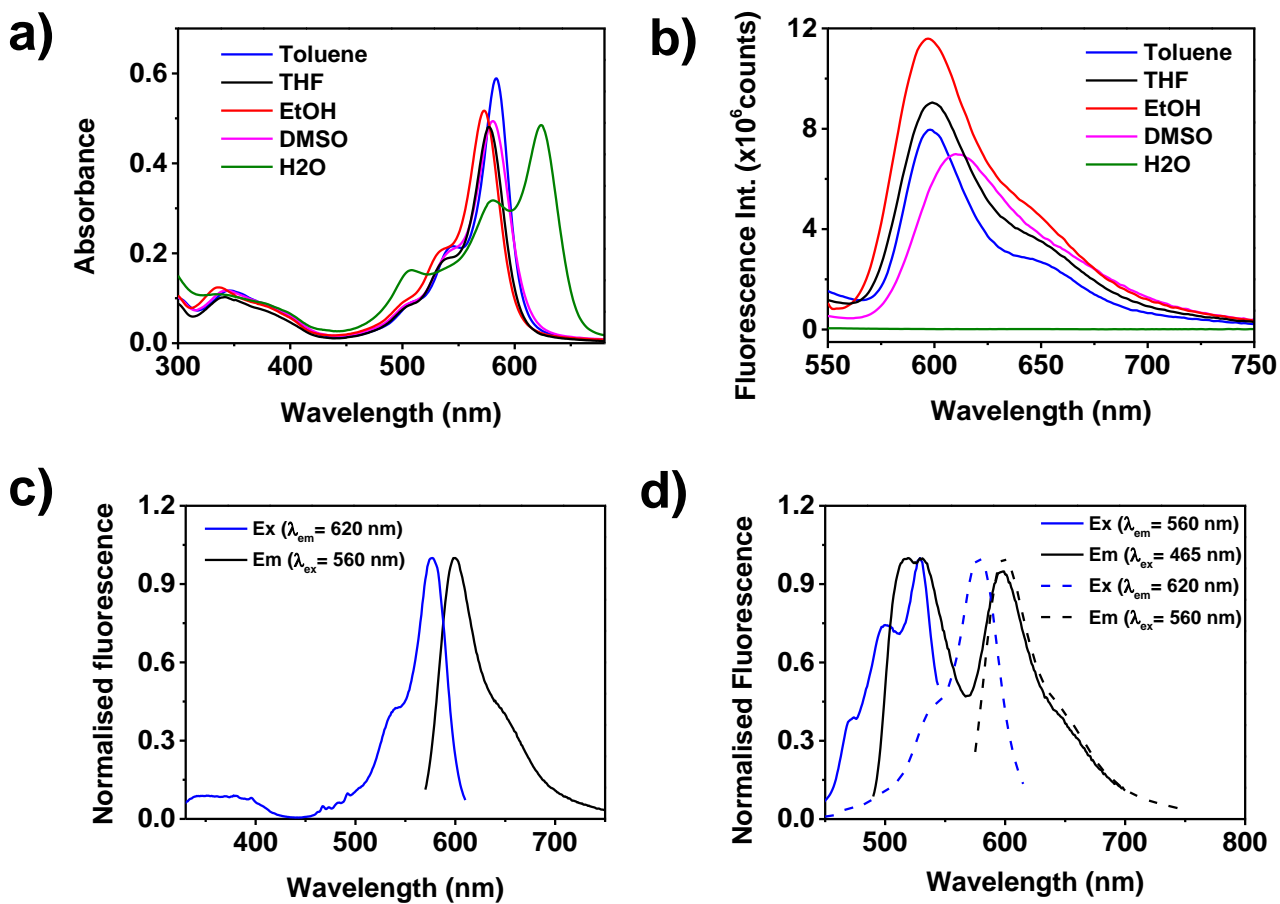 a)
Toluene
THF
EtOH
DMSO
H2O
Absorbance
0.6
0.4
0.2
0.0
300 400 500 600
Wavelength (nm)
b)
Toluene
THF
EtOH
DMSO
H2O
Fluorescence Int. (x10⁶counts)
12
8
4
0
550 600 650 700 750
Wavelength (nm)
c)
Ex (λem= 620 nm)
Em (λex= 560 nm)
Normalised fluorescence
1.2
0.9
0.6
0.3
0.0
400 500 600 700
Wavelength (nm)
d)
Ex (λem= 560 nm)
Em (λex= 465 nm)
Ex (λem= 620 nm)
Em (λex= 560 nm)
Normalised Fluorescence
1.2
0.9
0.6
0.3
0.0
500 600 700 800
Wavelength (nm)